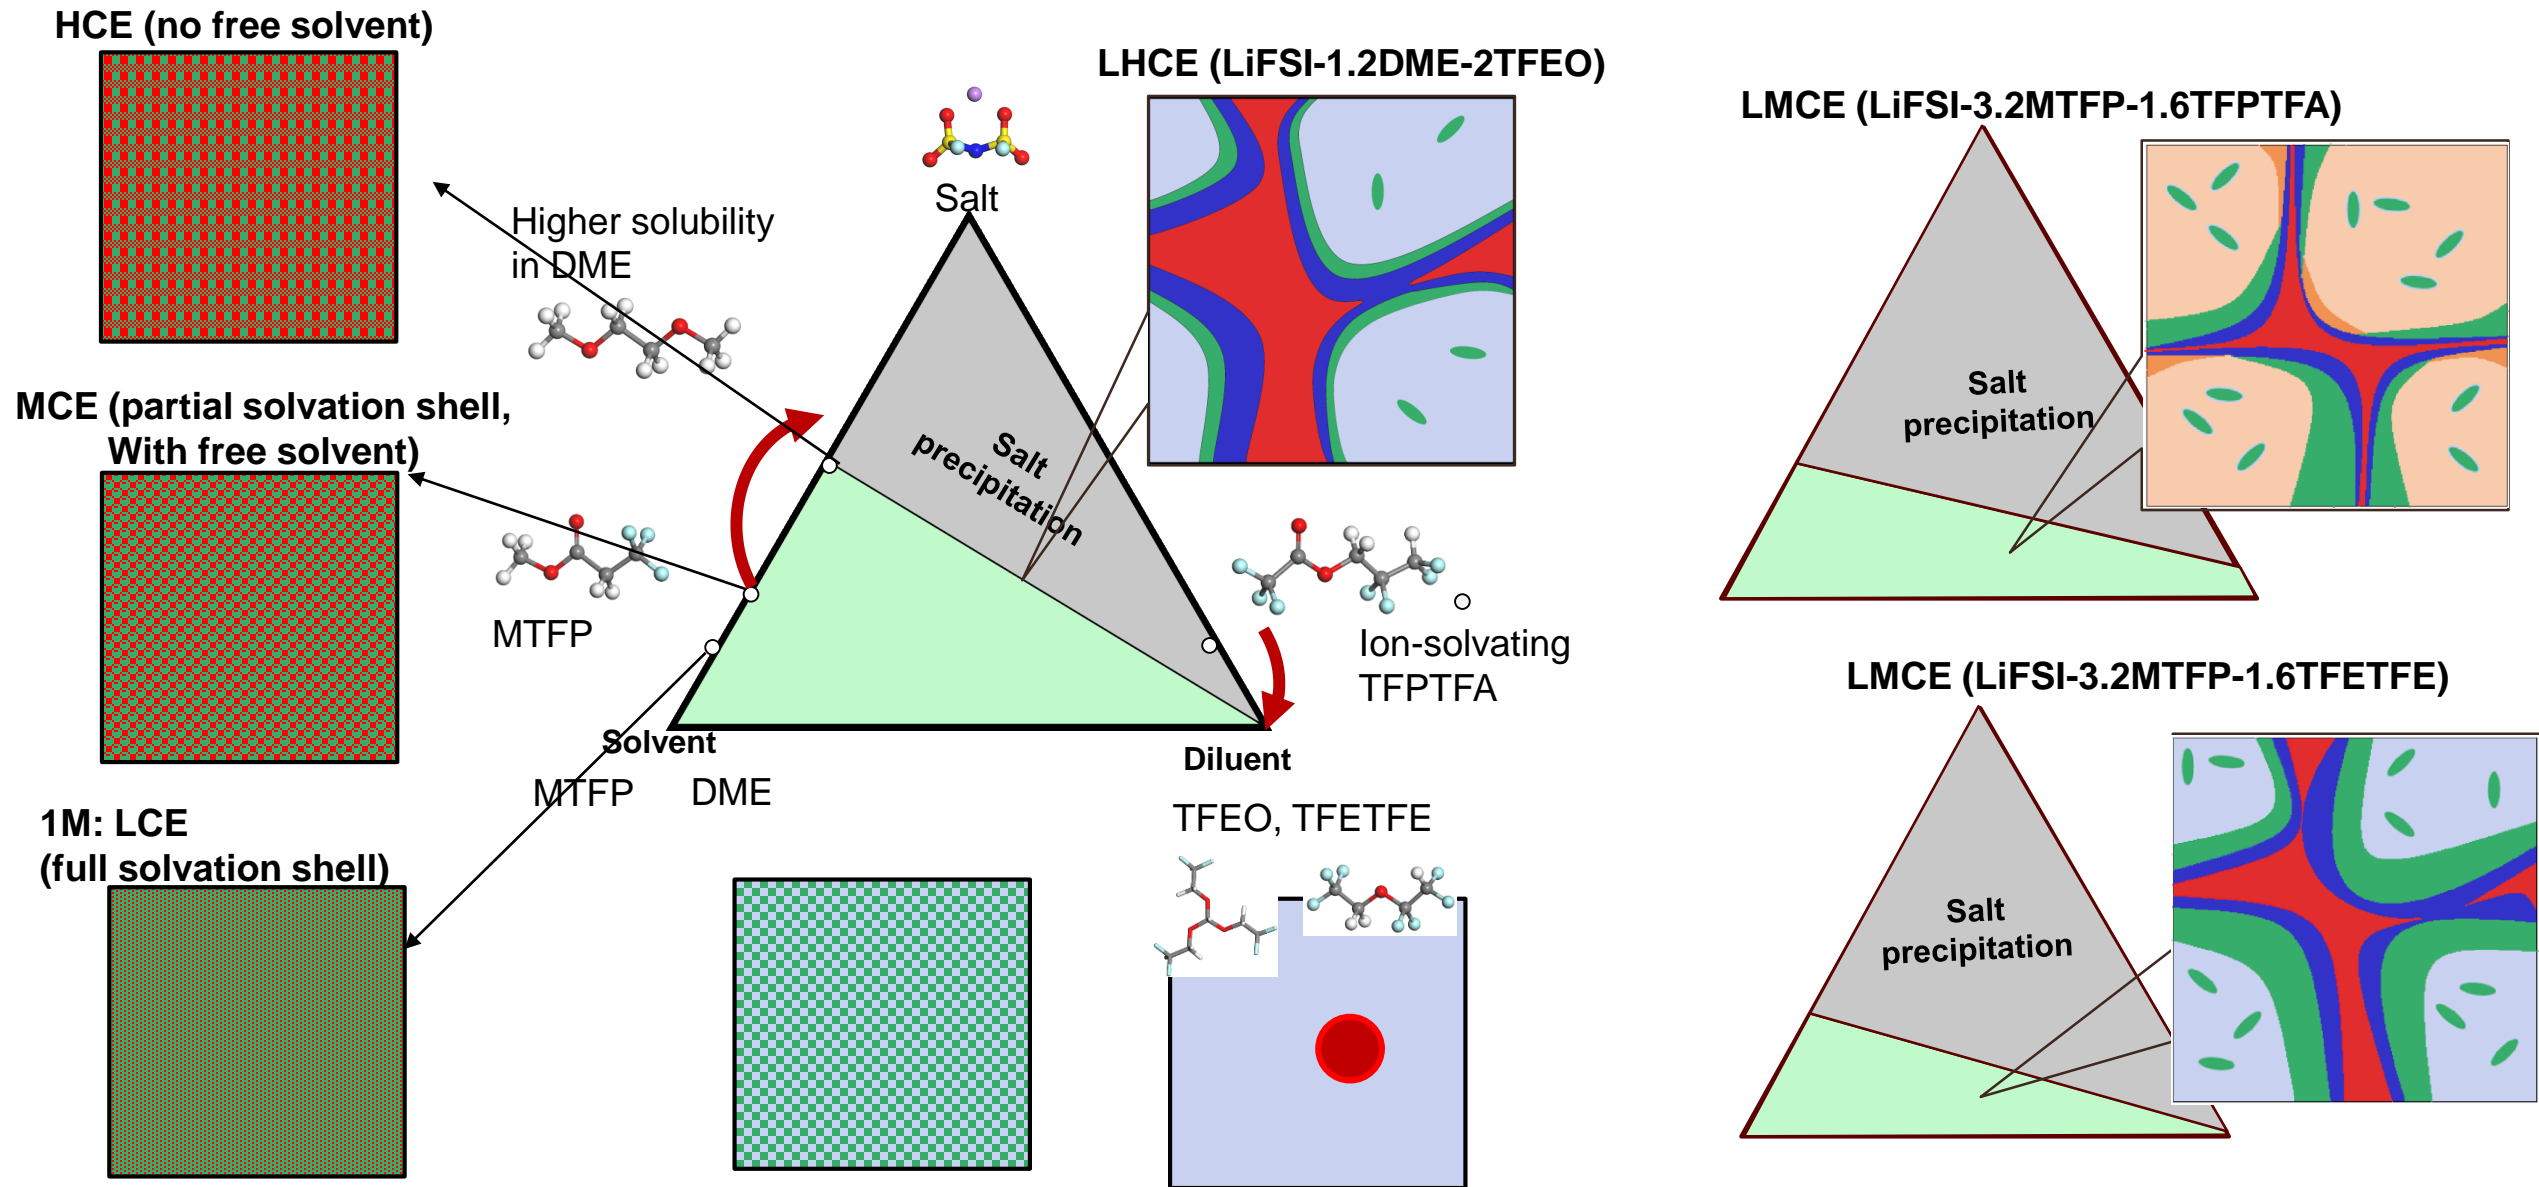 HCE (no free solvent)
LHCE (LiFSI-1.2DME-2TFEO)
LMCE (LiFSI-3.2MTFP-1.6TFPTFA)
Salt
Higher solubility
in DME
MCE (partial solvation shell,
With free solvent)
Salt
precipitation
Salt
precipitation
MTFP
Ion-solvating
TFPTFA
LMCE (LiFSI-3.2MTFP-1.6TFETFE)
Solvent
Diluent
MTFP
DME
TFEO, TFETFE
1M: LCE
(full solvation shell)
Salt
precipitation